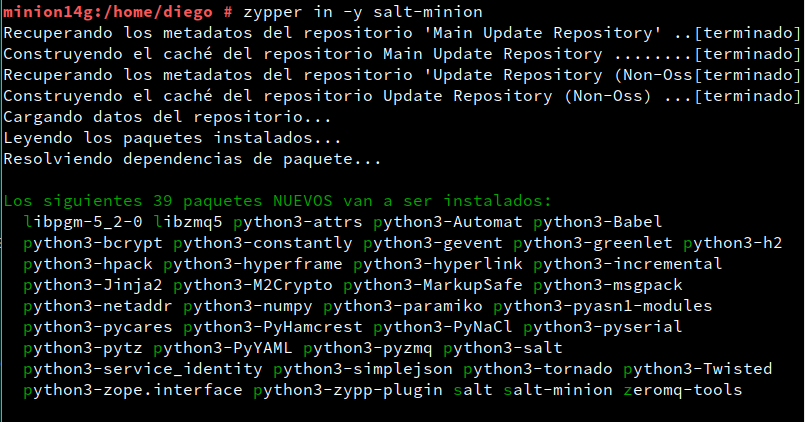 minion14g:/home/diego # zypper in -y salt-minion
Recuperando los metadatos del repositorio 'Main Update Repository' ..[terminado]
Construyendo el caché del repositorio Main Update Repository ........[terminado]
Recuperando los metadatos del repositorio 'Update Repository (Non-Oss[terminado]
Construyendo el caché del repositorio Update Repository (Non-Oss) ...[terminado]
Cargando datos del repositorio...
Leyendo los paquetes instalados...
Resolviendo dependencias de paquete...
Los siguientes 39 paquetes NUEVOS van a ser instalados:
libpgm-5_2-0 libzmq5 python3-attrs python3-Automat python3-Babel
python3-bcrypt python3-constantly python3-gevent python3-greenlet python3-h2
python3-hpack python3-hyperframe python3-hyperlink python3-incremental
python3-Jinja2 python3-M2Crypto python3-MarkupSafe python3-msgpack
python3-netaddr python3-numpy python3-paramiko python3-pyasn1-modules
python3-pycares python3-PyHamcrest python3-PyNaCl python3-pyserial
python3-pytz python3-PyYAML python3-pyzmq python3-salt
python3-service_identity python3-simplejson python3-tornado python3-Twisted
python3-zope.interface python3-zypp-plugin salt salt-minion zeromq-tools